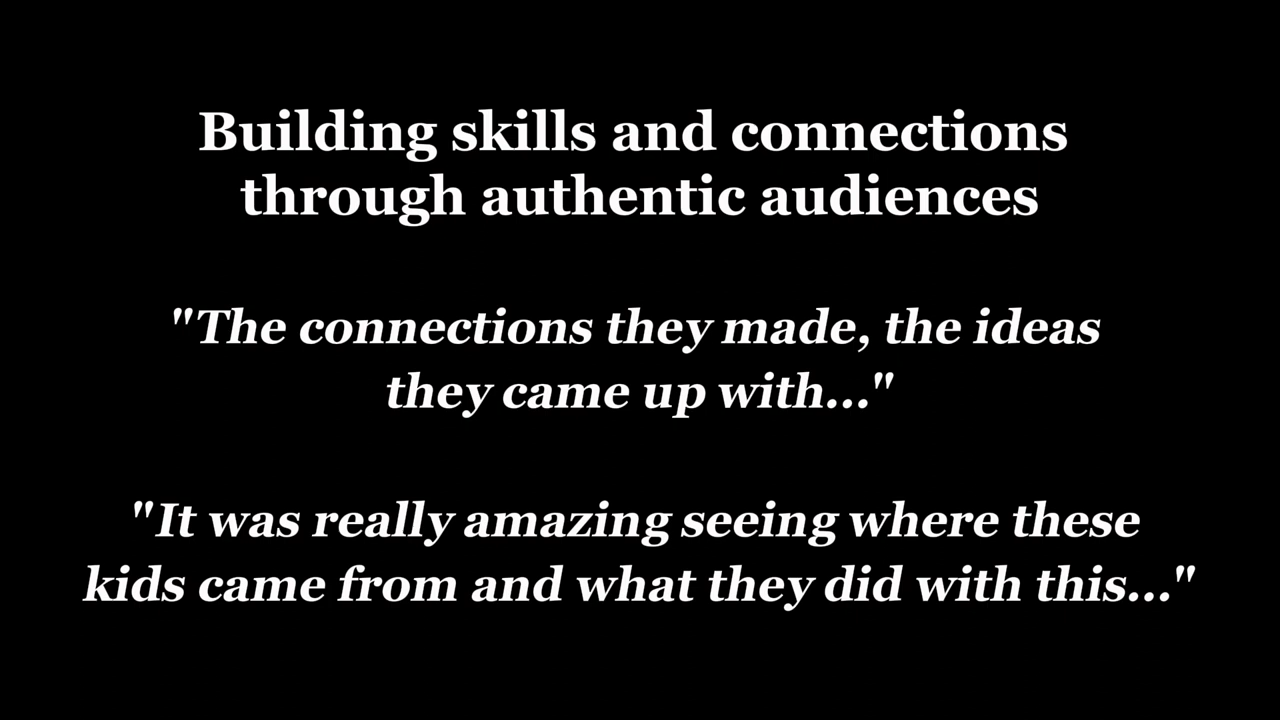 Building skills and connections
through authentic audiences
"The connections they made, the ideas
they came up with..."
"It was really amazing seeing where these
kids came from and what they did with this..."